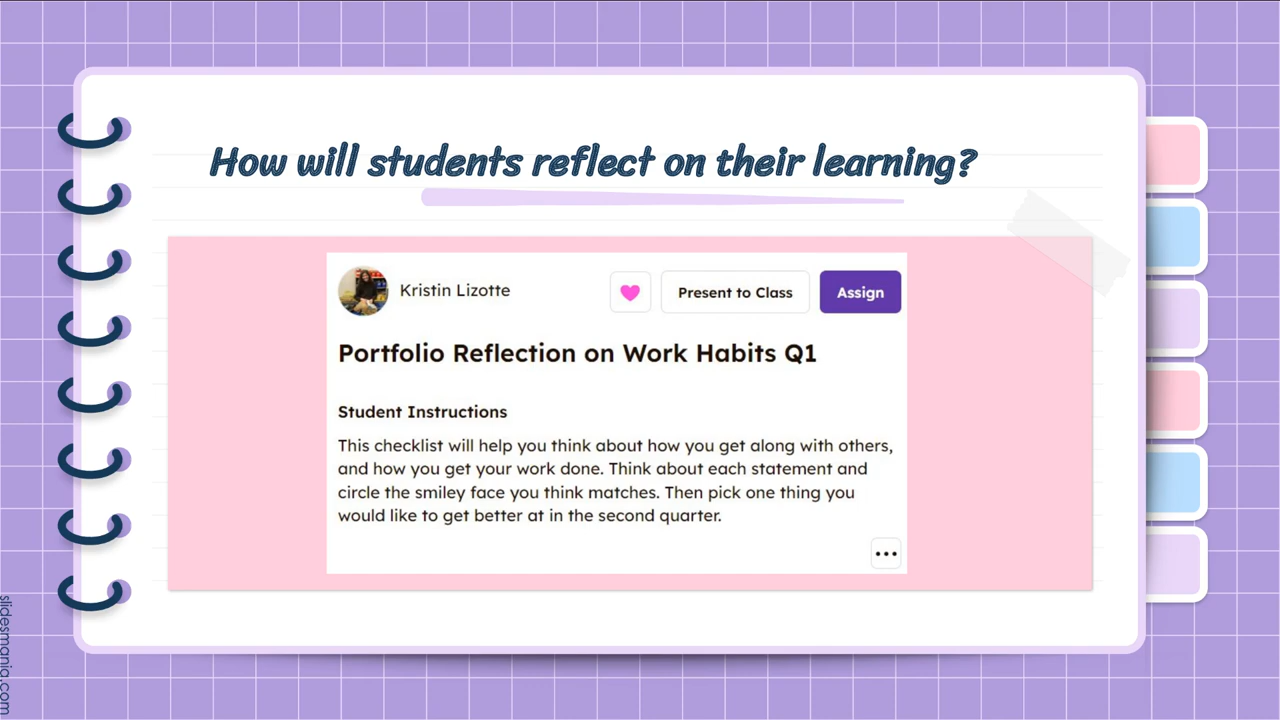 How will students reflect on their learning?
Kristin Lizotte
Present to Class
Assign
Portfolio Reflection on Work Habits Q1
Student Instructions
This checklist will help you think about how you get along with others,
and how you get your work done. Think about each statement and
circle the smiley face you think matches. Then pick one thing you
would like to get better at in the second quarter.
slidesmania.com